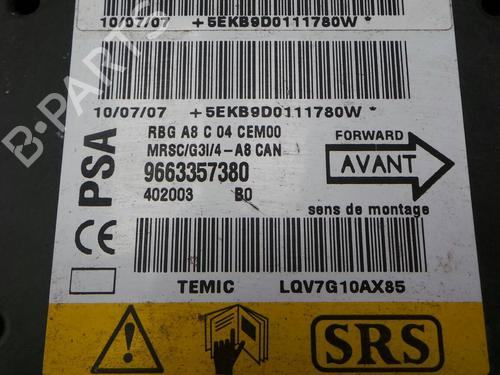 10/07/07 +5EKB9D0111780W*
10/07/07 +5EKB9D0111780W*
PSA
RBG A8 C 04 CEM00
MRSC/G3I/4-A8 CAN
9663357380
402003 B0
FORWARD
AVANT
sens de montage
CE
TEMIC LQV7G10AX85
SRS
B-PARTS